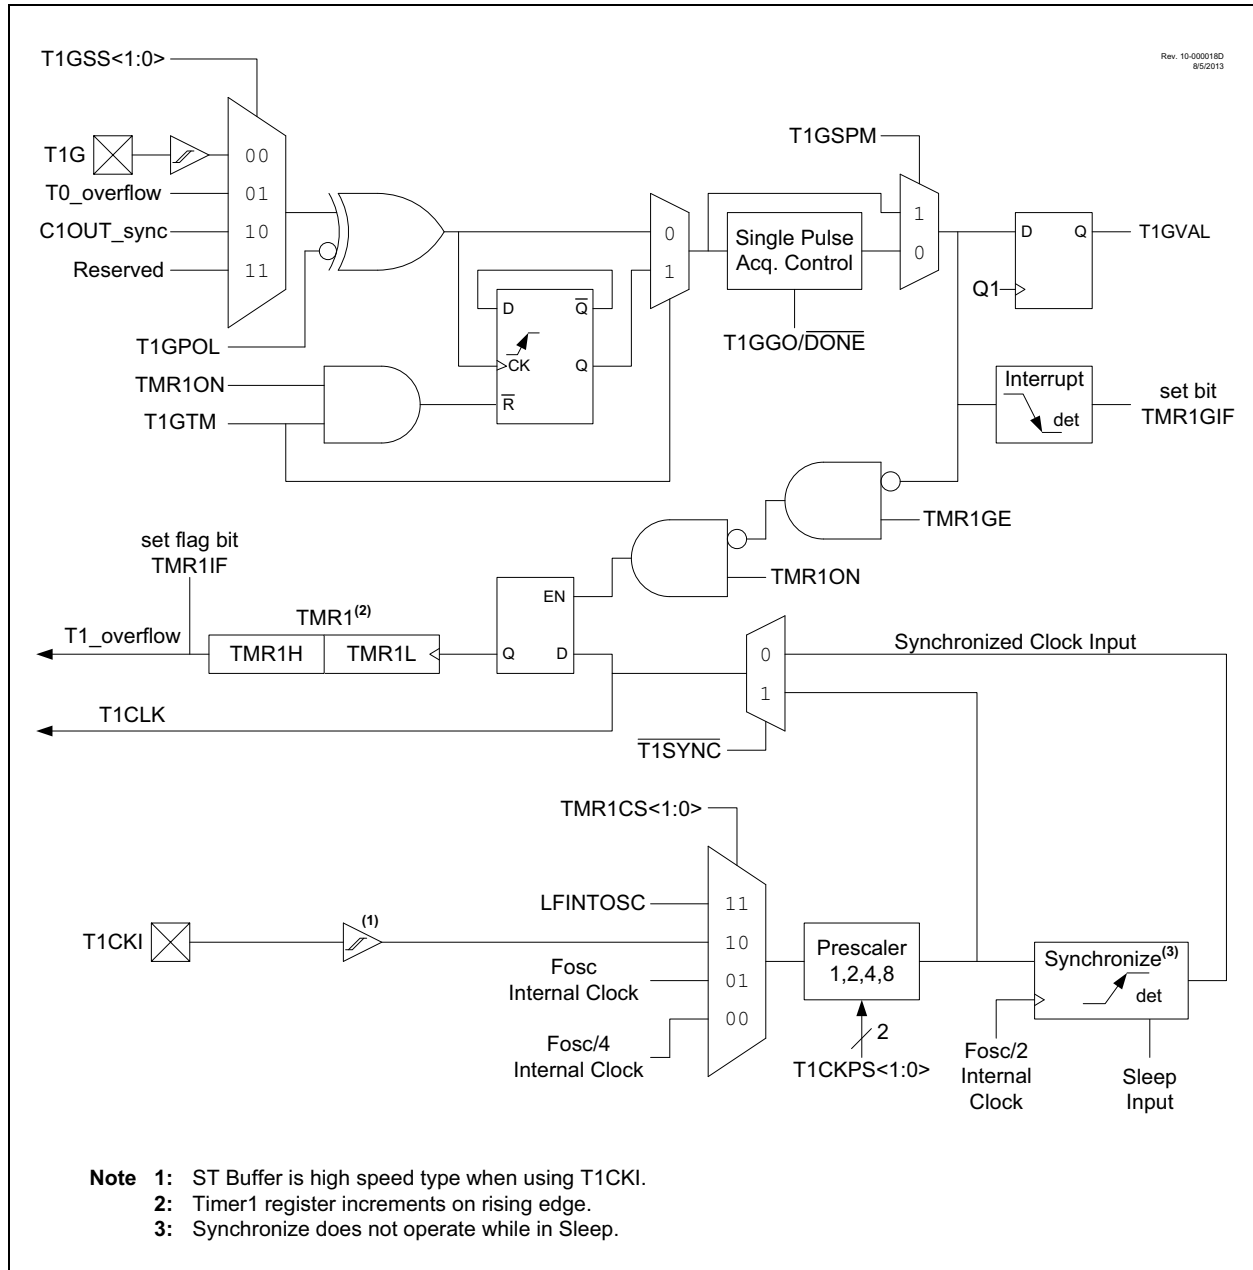 T1GSS<1:0>
Rev. 10-000018D
8/5/2013
T1GSPM
T1G
00
T0_overflow
01
1
C1OUT_sync
10
0
Single Pulse
Acq. Control
0
D
Q
T1GVAL
Reserved
11
1
Q1
D
Q
T1GGO/DONE
T1GPOL
CK
Q
TMR1ON
R
Interrupt
det
set bit
TMR1GIF
T1GTM
TMR1GE
set flag bit
TMR1IF
TMR1ON
EN
TMR1(2)
T1_overflow
TMR1H
TMR1L
Q
D
0
Synchronized Clock Input
1
T1CLK
T1SYNC
TMR1CS<1:0>
LFINTOSC
11
T1CKI
(1)
10
Prescaler
1,2,4,8
Synchronize(3)
det
Fosc
Internal Clock
01
00
2
Fosc/4
Internal Clock
T1CKPS<1:0>
Fosc/2
Internal
Clock
Sleep
Input
Note 1: ST Buffer is high speed type when using T1CKI.
2: Timer1 register increments on rising edge.
3: Synchronize does not operate while in Sleep.